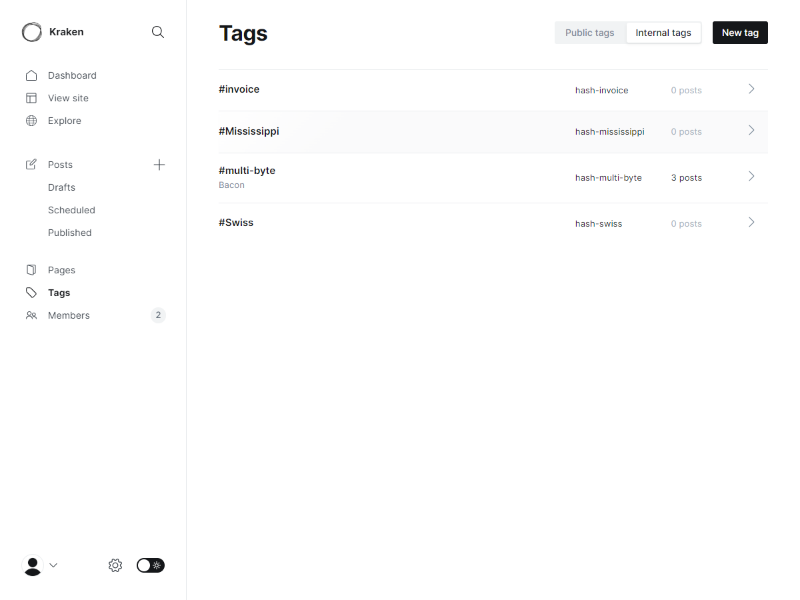 Kraken
Dashboard
View site
Explore
Posts
Drafts
Scheduled
Published
Pages
Tags
Members 2
Tags
Public tags Internal tags New tag
#invoice hash-invoice 0 posts
#Mississippi hash-mississippi 0 posts
#multi-byte hash-multi-byte 3 posts
Bacon
#Swiss hash-swiss 0 posts